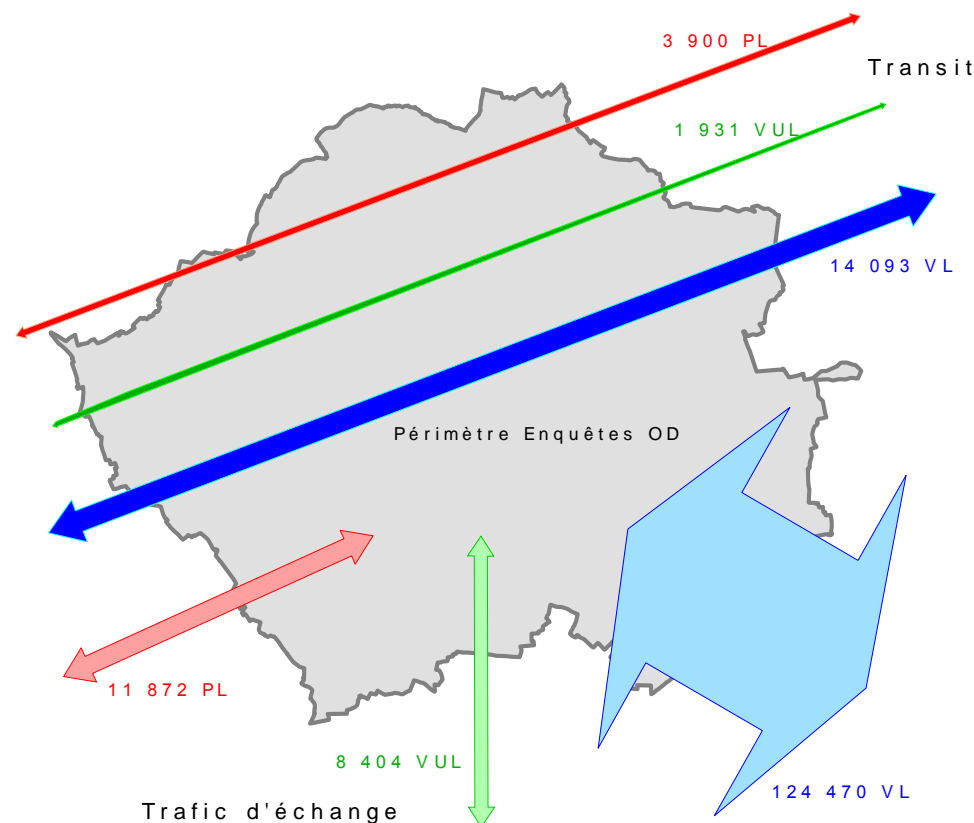 3 900 PL
Transit
1 931 VUL
14 093 VL
Périmètre Enquêtes OD
11 872 PL
8 404 VUL
124 470 VL
Trafic d'échange